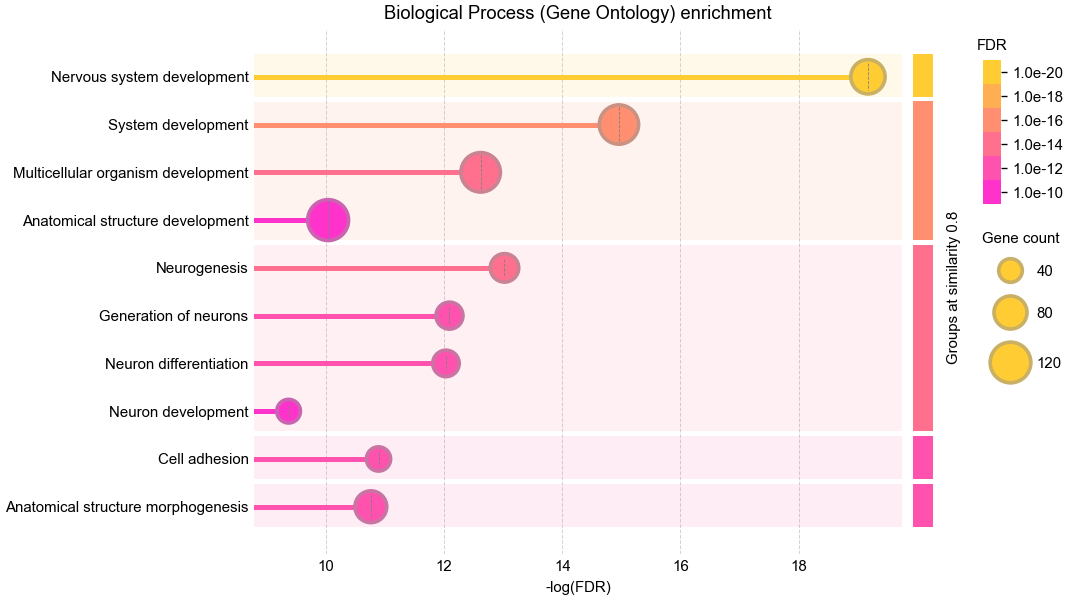 Biological Process (Gene Ontology) enrichment
Nervous system development
System development
Multicellular organism development
Anatomical structure development
Neurogenesis
Generation of neurons
Neuron differentiation
Neuron development
Cell adhesion
Anatomical structure morphogenesis
10 12 14 16 18
-log(FDR)
Groups at similarity 0.8
FDR
1.0e-20
1.0e-18
1.0e-16
1.0e-14
1.0e-12
1.0e-10
Gene count
40
80
120